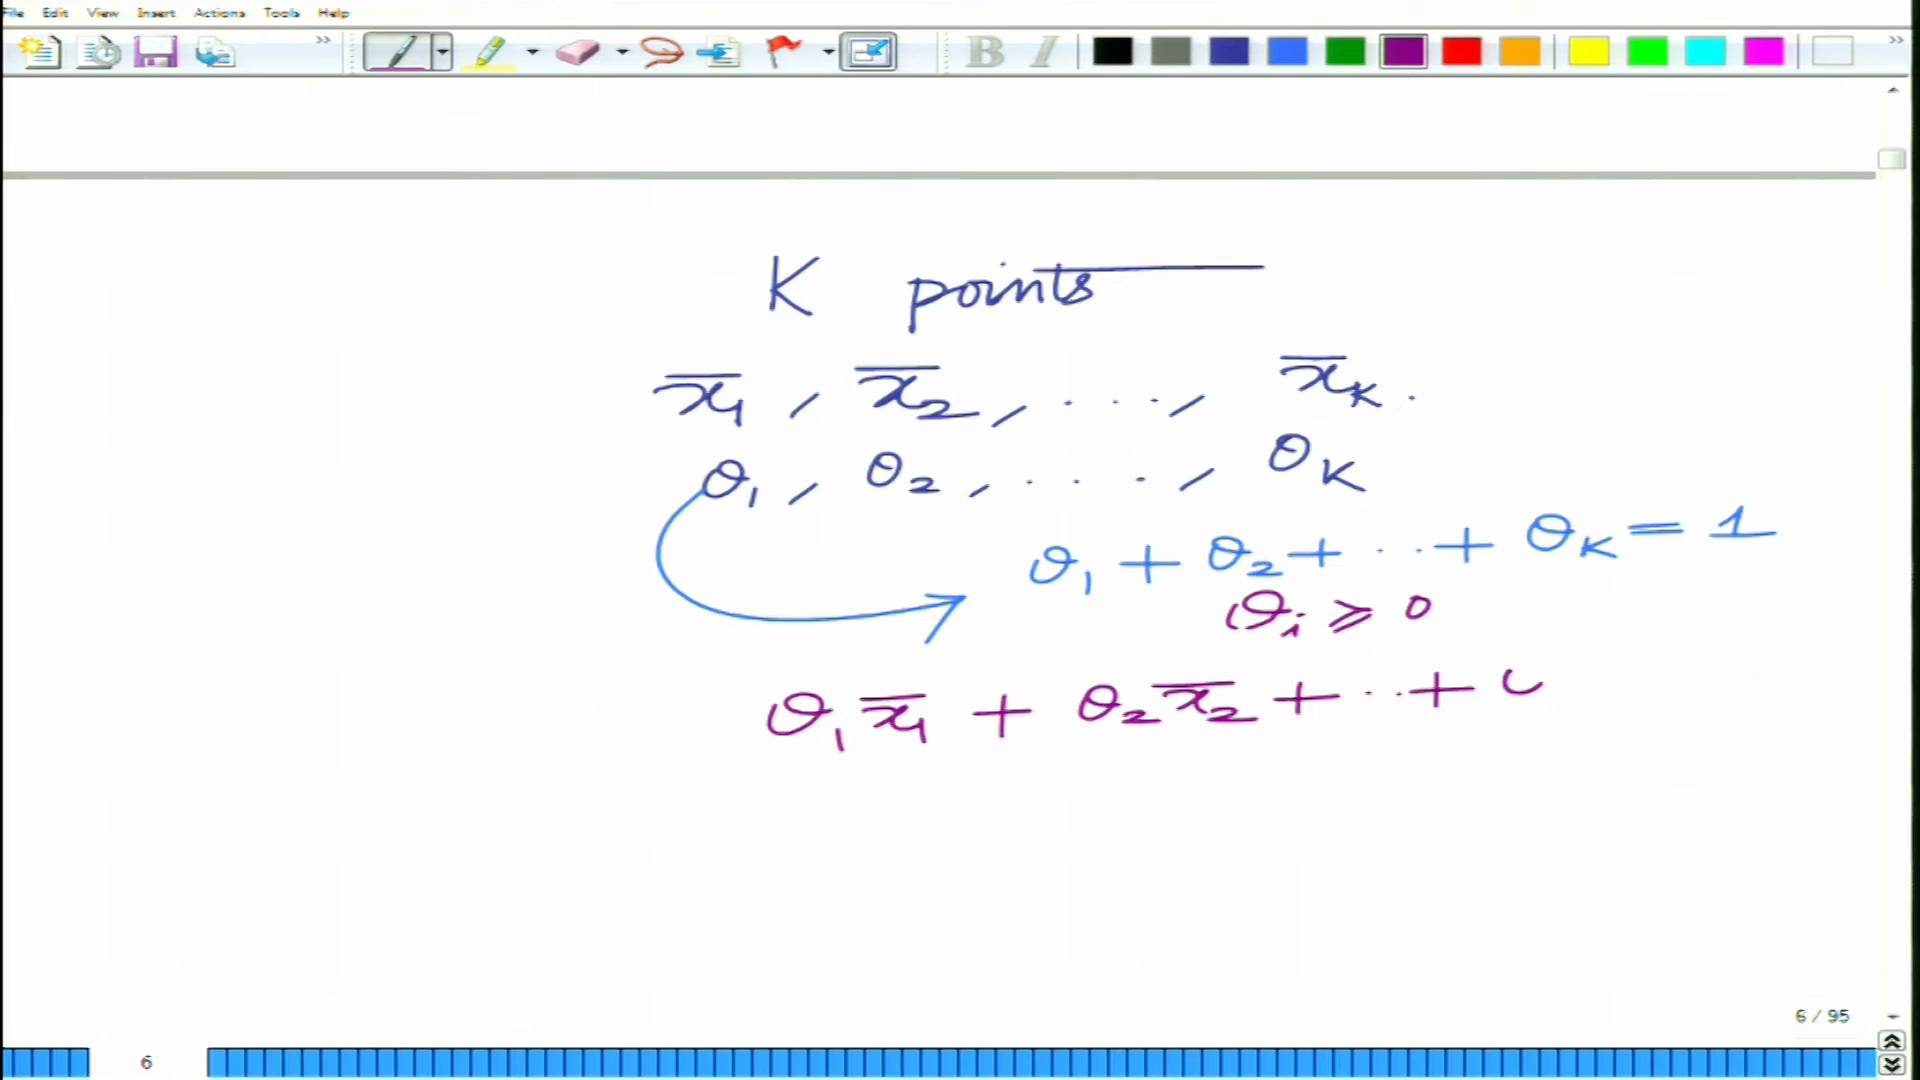 File Edit View Insert Actions Tools Help
B I
K points
x̅₁ , x̅₂ , . . . , x̅K .
θ₁ , θ₂ , . . . . , θK
θ₁ + θ₂ + . . + θK = 1
θi ≥ 0
θ₁x̅₁ + θ₂x̅₂ + . . +
6 / 95
6